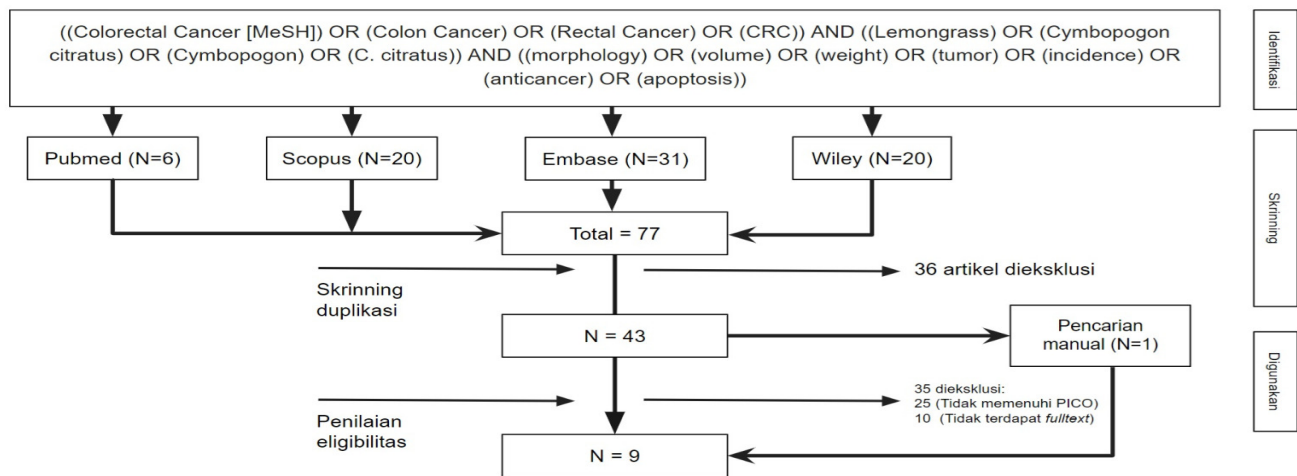 ((Colorectal Cancer [MeSH]) OR (Colon Cancer) OR (Rectal Cancer) OR (CRC)) AND ((Lemongrass) OR (Cymbopogon
citratus) OR (Cymbopogon) OR (C. citratus)) AND ((morphology) OR (volume) OR (weight) OR (tumor) OR (incidence) OR
(anticancer) OR (apoptosis))
Identifikasi
Pubmed (N=6)
Scopus (N=20)
Embase (N=31)
Wiley (N=20)
Skrinning
Total = 77
Skrinning
duplikasi
36 artikel dieksklusi
N = 43
Pencarian
manual (N=1)
Digunakan
Penilaian
eligibilitas
35 dieksklusi:
25 (Tidak memenuhi PICO)
10 (Tidak terdapat fulltext)
N = 9